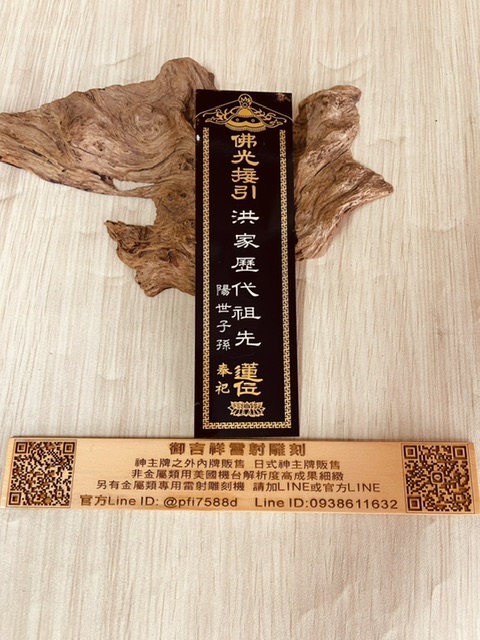 佛光接引
洪家歷代祖先
蓮位
陽世子孫
奉祀
御吉祥雷射雕刻
神主牌之外內牌販售 日式神主牌販售
非金屬類用美國機台解析度高成果細緻
另有金屬類專用雷射雕刻機 請加LINE或官方LINE
官方Line ID: @pfi7588d Line ID:0938611632